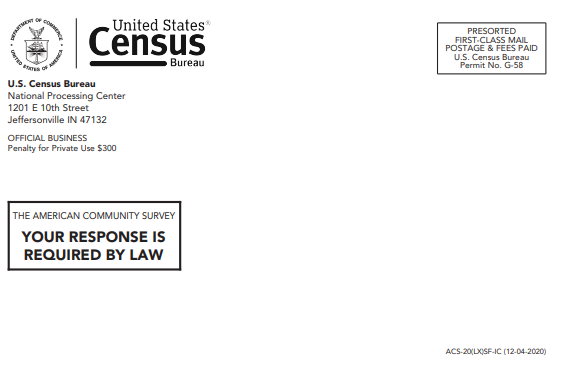 DEPARTMENT OF COMMERCE
UNITED STATES OF AMERICA
United States®
Census
Bureau
PRESORTED
FIRST-CLASS MAIL
POSTAGE & FEES PAID
U.S. Census Bureau
Permit No. G-58
U.S. Census Bureau
National Processing Center
1201 E 10th Street
Jeffersonville IN 47132
OFFICIAL BUSINESS
Penalty for Private Use $300
THE AMERICAN COMMUNITY SURVEY
YOUR RESPONSE IS
REQUIRED BY LAW
ACS-20(LX)SF-IC (12-04-2020)